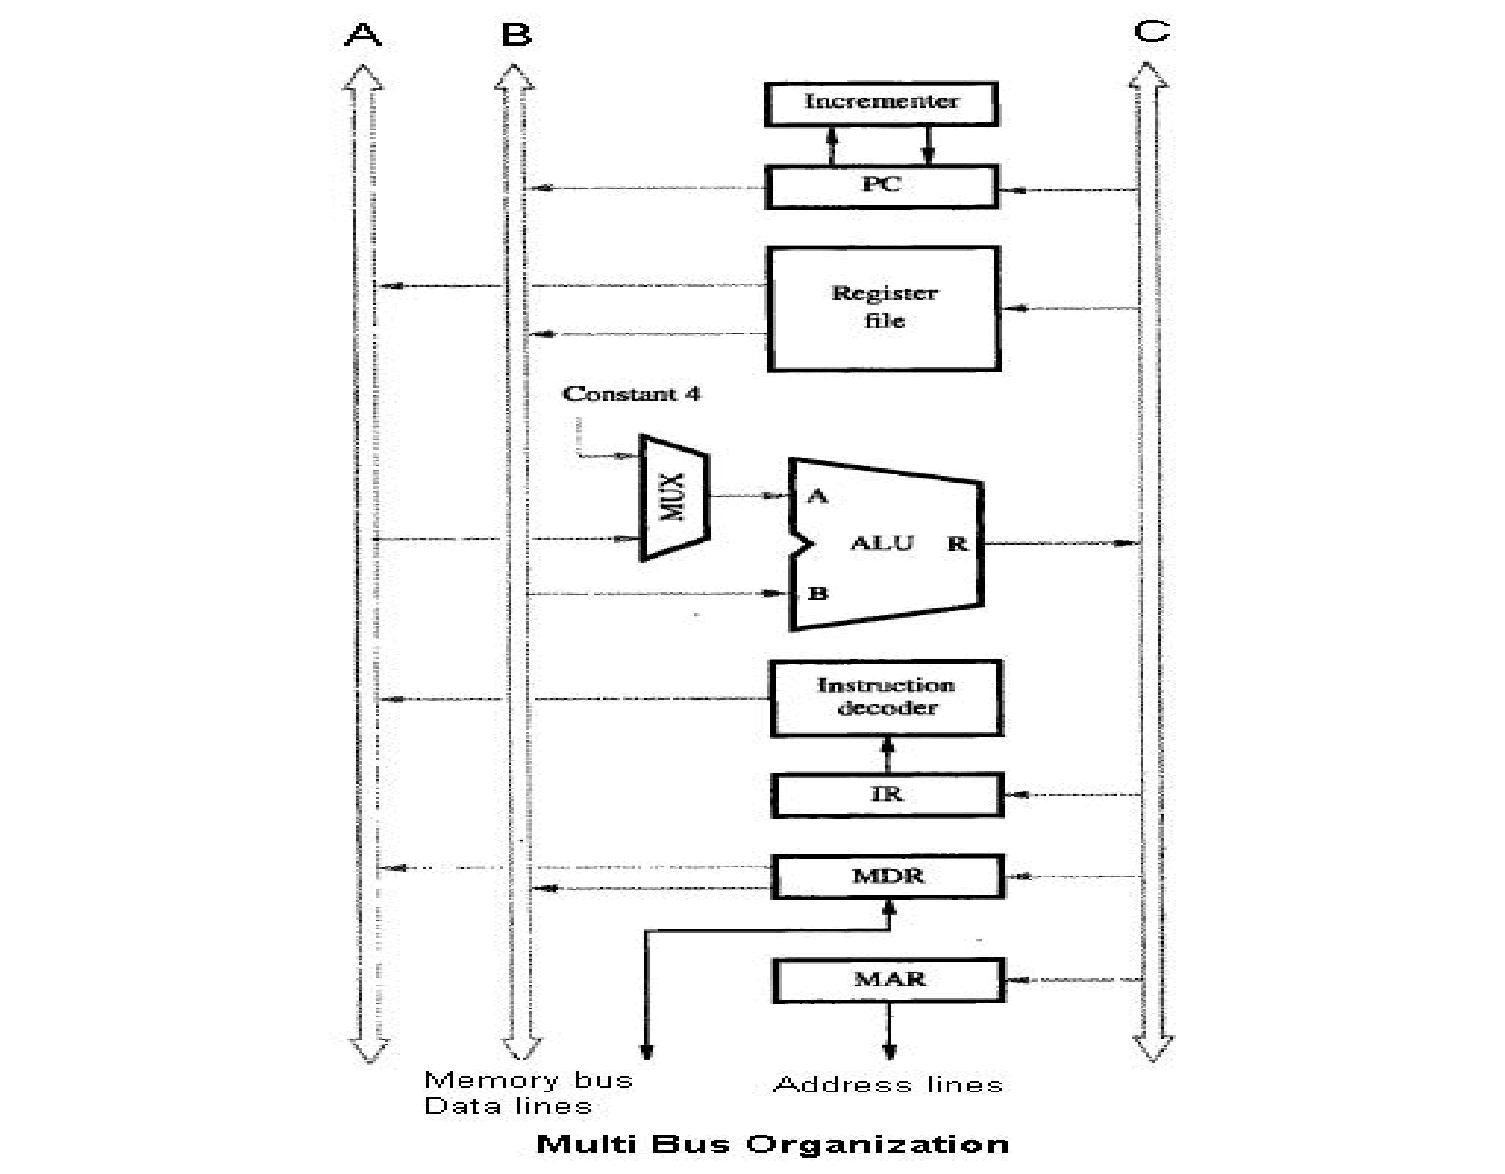 A
B
C
Incrementer
PC
Register
file
Constant 4
MUX
A
ALU
R
B
Instruction
decoder
IR
MDR
MAR
Memory bus
Data lines
Address lines
Multi Bus Organization